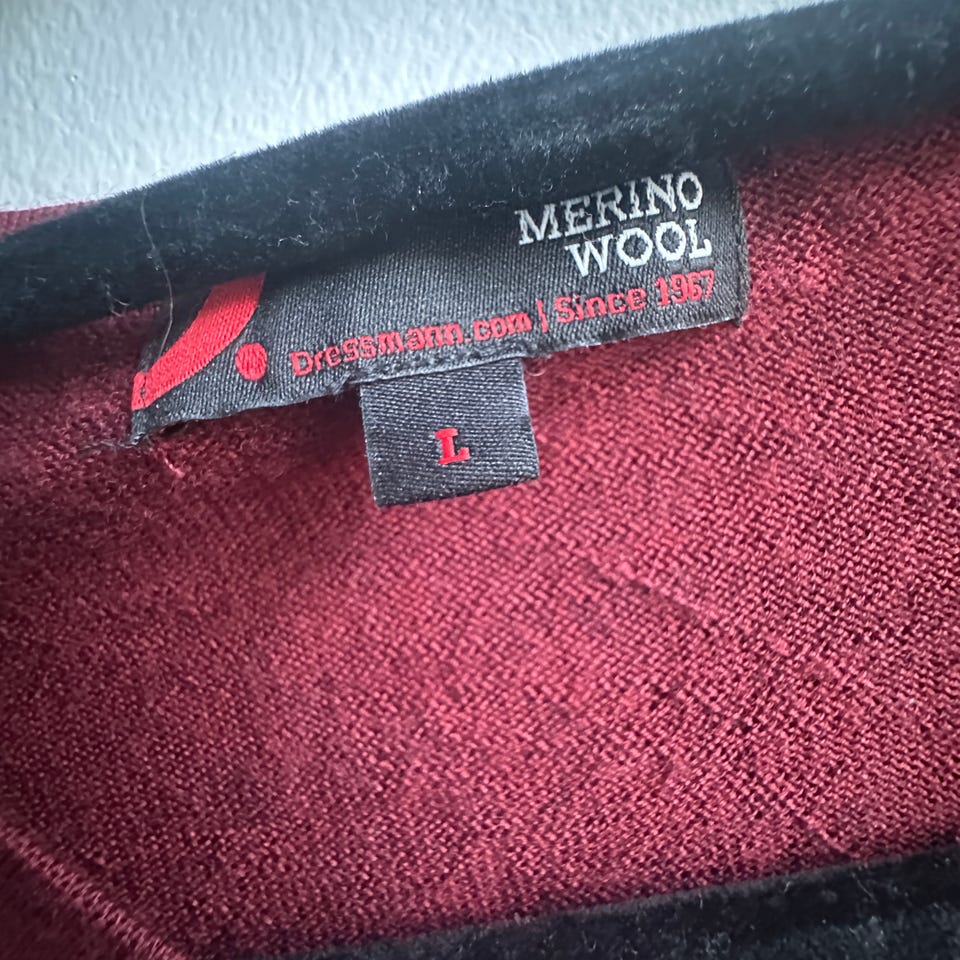 MERINO
WOOL
Dressmann.com | Since 1967
L